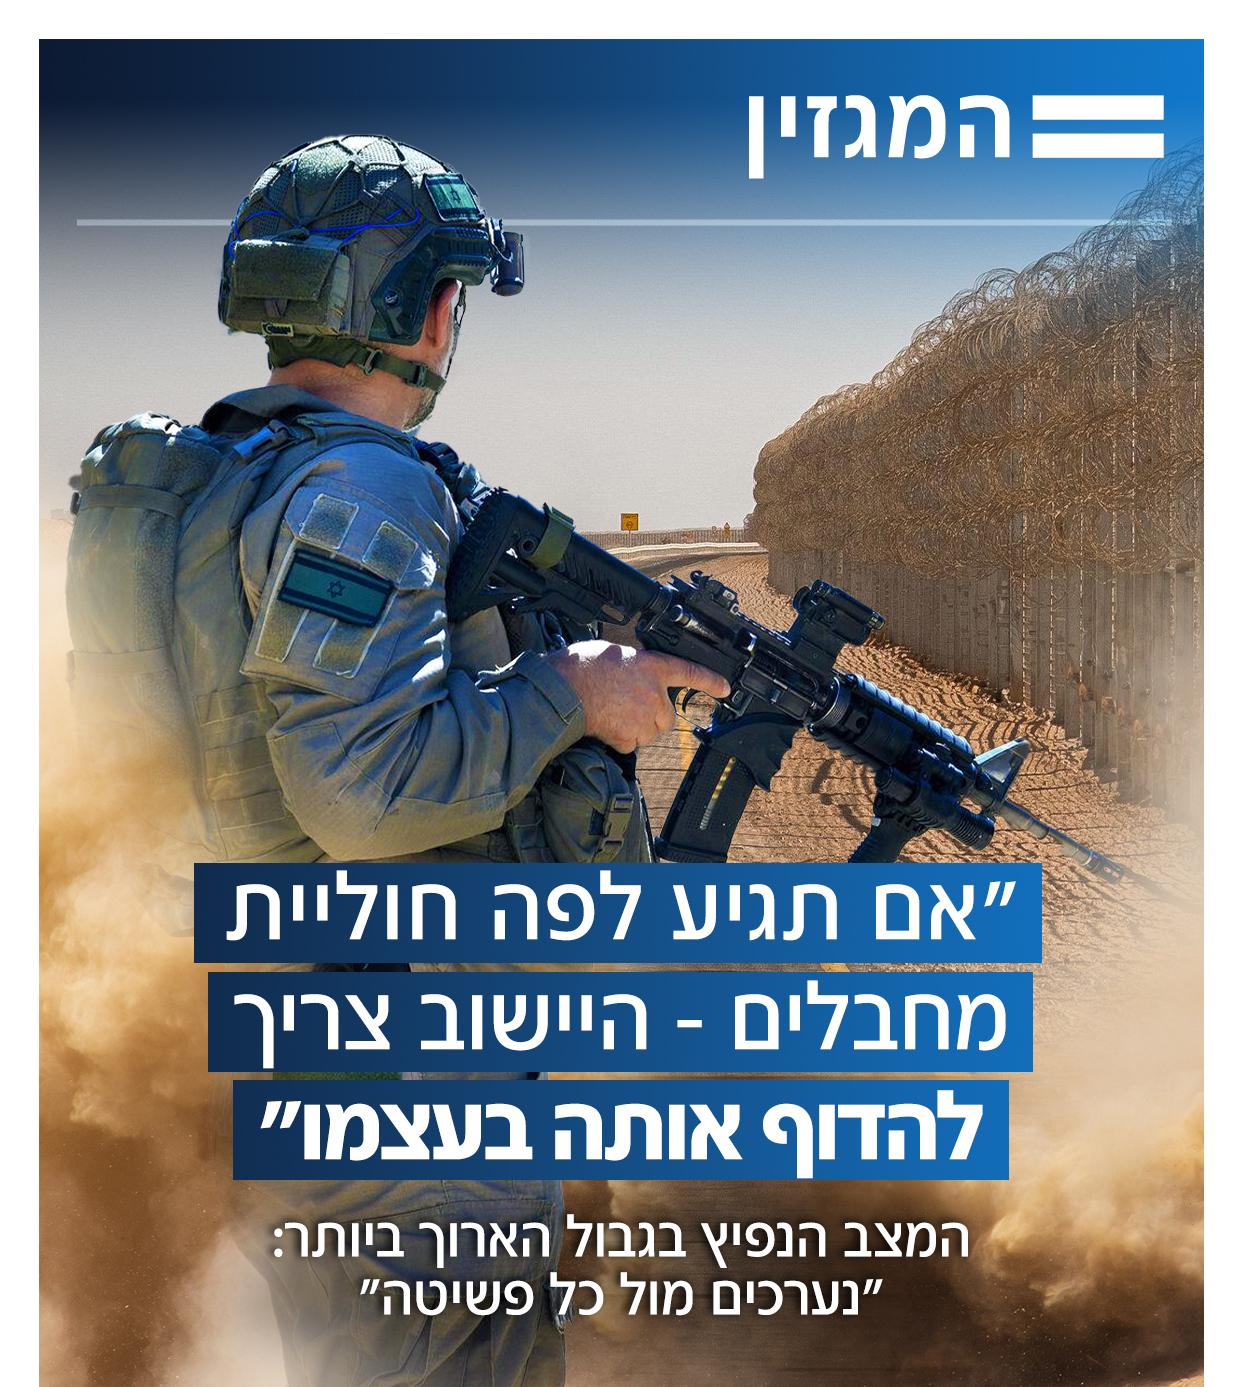 המגזין
״אם תגיע לפה חוליית
מחבלים - היישוב צריך
להדוף אותה בעצמו״
המצב הנפיץ בגבול הארוך ביותר:
״נערכים מול כל פשיטה״